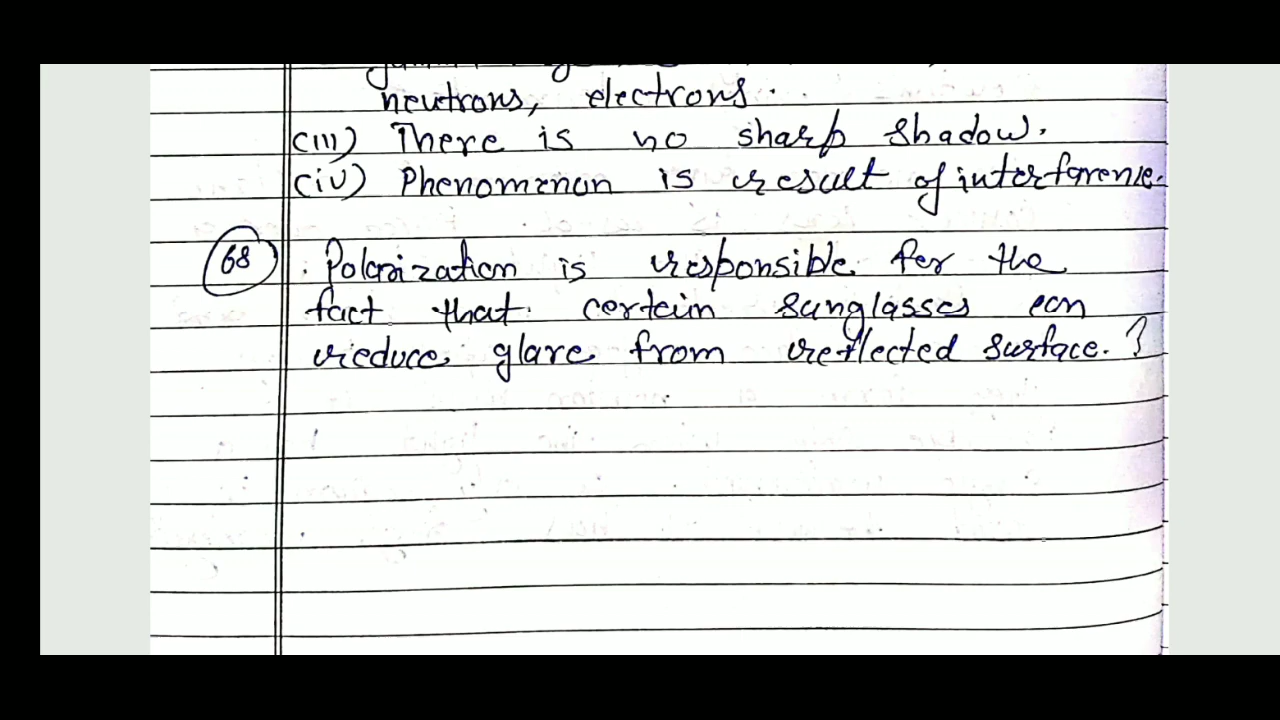 neutrons, electrons.
(iii) There is no sharp shadow.
(iv) Phenomenon is result of interfarence.
68 Polarization is responsible for the
fact that certain sunglasses can
reduce glare from reflected surface. ?